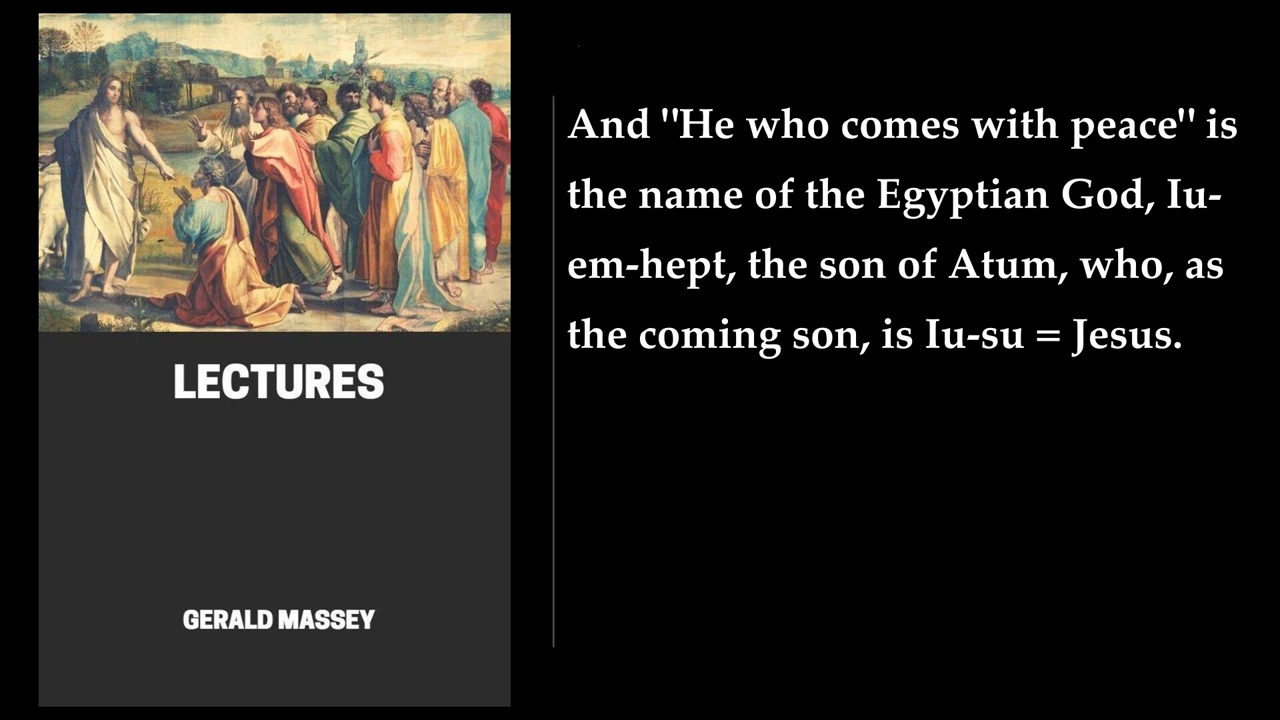 LECTURES
GERALD MASSEY
And "He who comes with peace" is
the name of the Egyptian God, Iu-
em-hept, the son of Atum, who, as
the coming son, is Iu-su = Jesus.